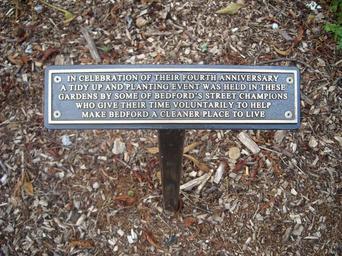 IN CELEBRATION OF THEIR FOURTH ANNIVERSARY
A TIDY UP AND PLANTING EVENT WAS HELD IN THESE
GARDENS BY SOME OF BEDFORD'S STREET CHAMPIONS
WHO GIVE THEIR TIME VOLUNTARILY TO HELP
MAKE BEDFORD A CLEANER PLACE TO LIVE